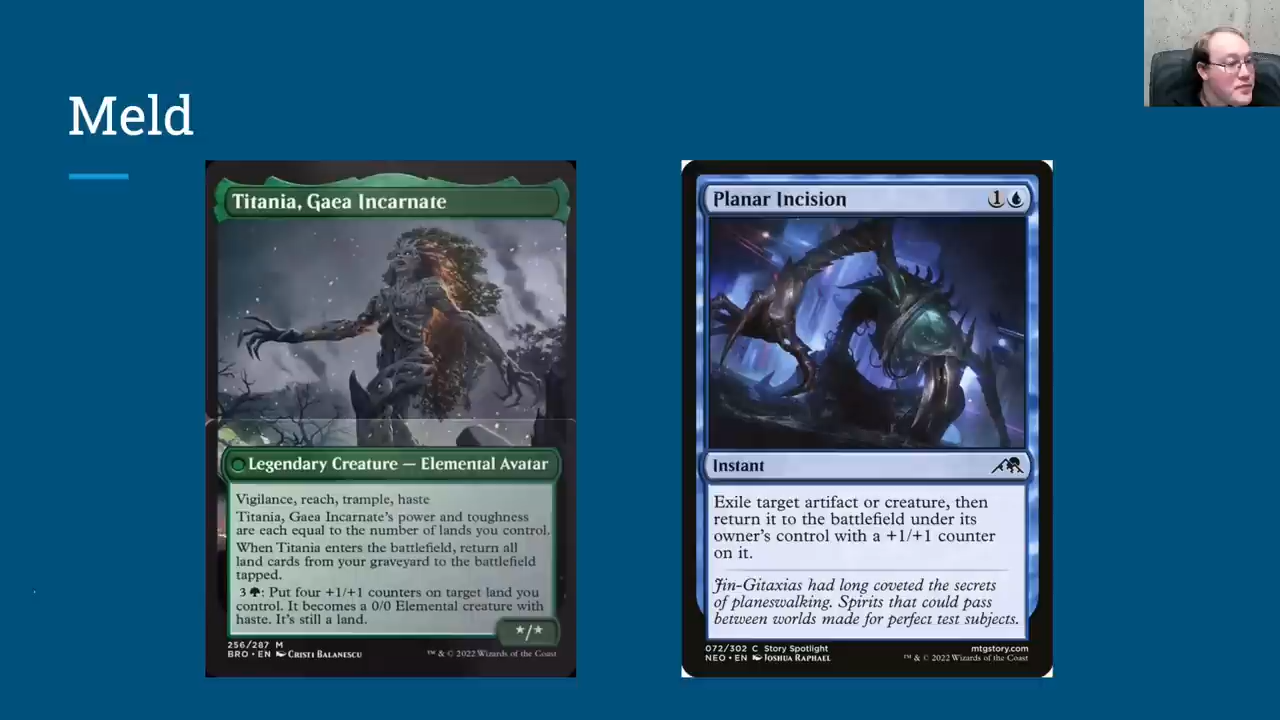 Meld
Titania, Gaea Incarnate
Legendary Creature — Elemental Avatar
Vigilance, reach, trample, haste
Titania, Gaea Incarnate's power and toughness
are each equal to the number of lands you control.
When Titania enters the battlefield, return all
land cards from your graveyard to the battlefield
tapped.
3 : Put four +1/+1 counters on target land you
control. It becomes a 0/0 Elemental creature with
haste. It's still a land.
*/*
256/287 M
BRO • EN Cristi Balanescu
™ & © 2022 Wizards of the Coast
Planar Incision
1
Instant
Exile target artifact or creature, then
return it to the battlefield under its
owner's control with a +1/+1 counter
on it.
Jin-Gitaxias had long coveted the secrets
of planeswalking. Spirits that could pass
between worlds made for perfect test subjects.
072/302 C Story Spotlight
mtgstory.com
NEO • EN Joshua Raphael
™ & © 2022 Wizards of the Coast